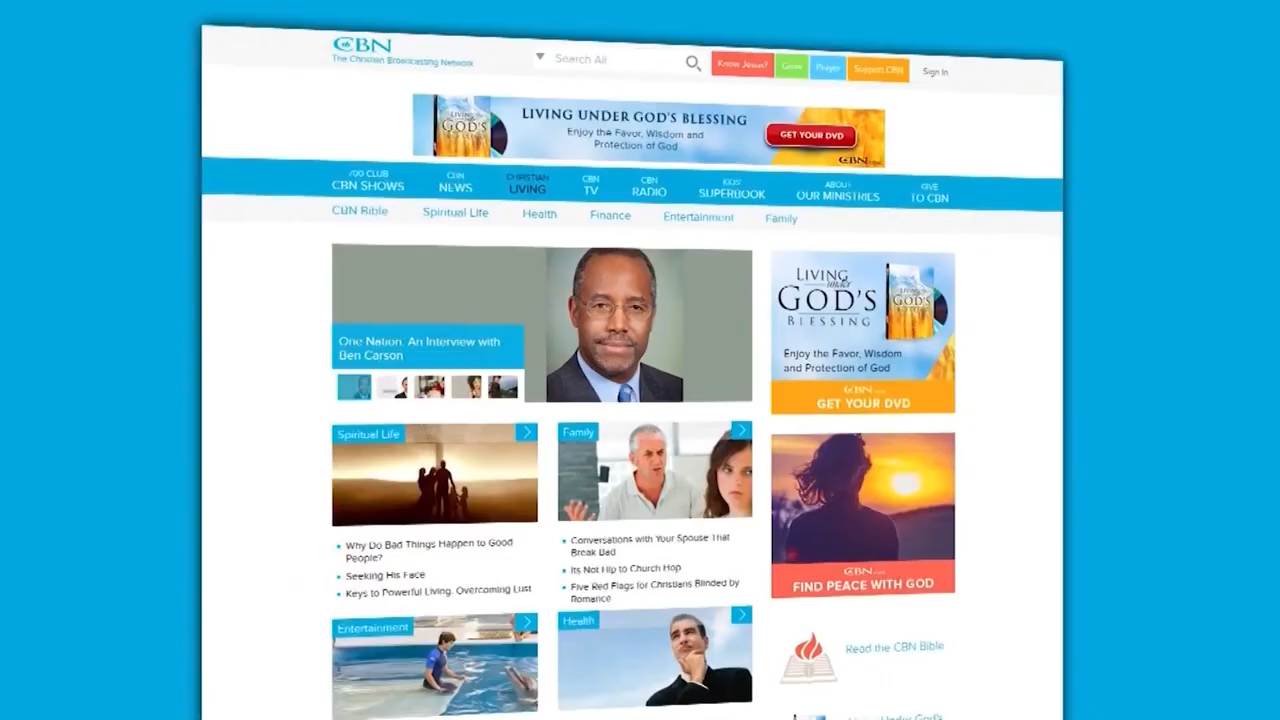 CBN
The Christian Broadcasting Network
Search All
Know Jesus?
Grow
Prayer
Support CBN
Sign In
LIVING UNDER GOD'S BLESSING
Enjoy the Favor, Wisdom and
Protection of God
GET YOUR DVD
LIVING
GOD'S
CBN.com
700 CLUB
CBN SHOWS
CBN
NEWS
CHRISTIAN
LIVING
CBN
TV
CBN
RADIO
KIDS'
SUPERBOOK
ABOUT
OUR MINISTRIES
GIVE
TO CBN
CBN Bible
Spiritual Life
Health
Finance
Entertainment
Family
One Nation: An Interview with
Ben Carson
LIVING
under
GOD'S
BLESSING
GOD'S
Enjoy the Favor, Wisdom
and Protection of God
CBN.com
GET YOUR DVD
Spiritual Life
Why Do Bad Things Happen to Good
People?
Seeking His Face
Keys to Powerful Living: Overcoming Lust
Family
Conversations with Your Spouse That
Break Bad
Its Not Hip to Church Hop
Five Red Flags for Christians Blinded by
Romance
CBN.com
FIND PEACE WITH GOD
Entertainment
Health
Read the CBN Bible
Living Under God's